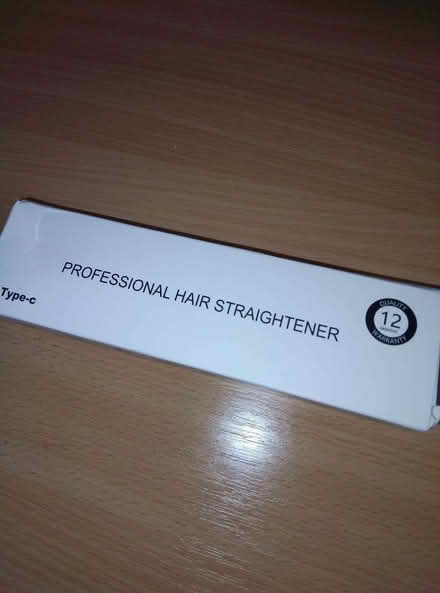 PROFESSIONAL HAIR STRAIGHTENER
Type-c
QUALITY
12
WARRANTY